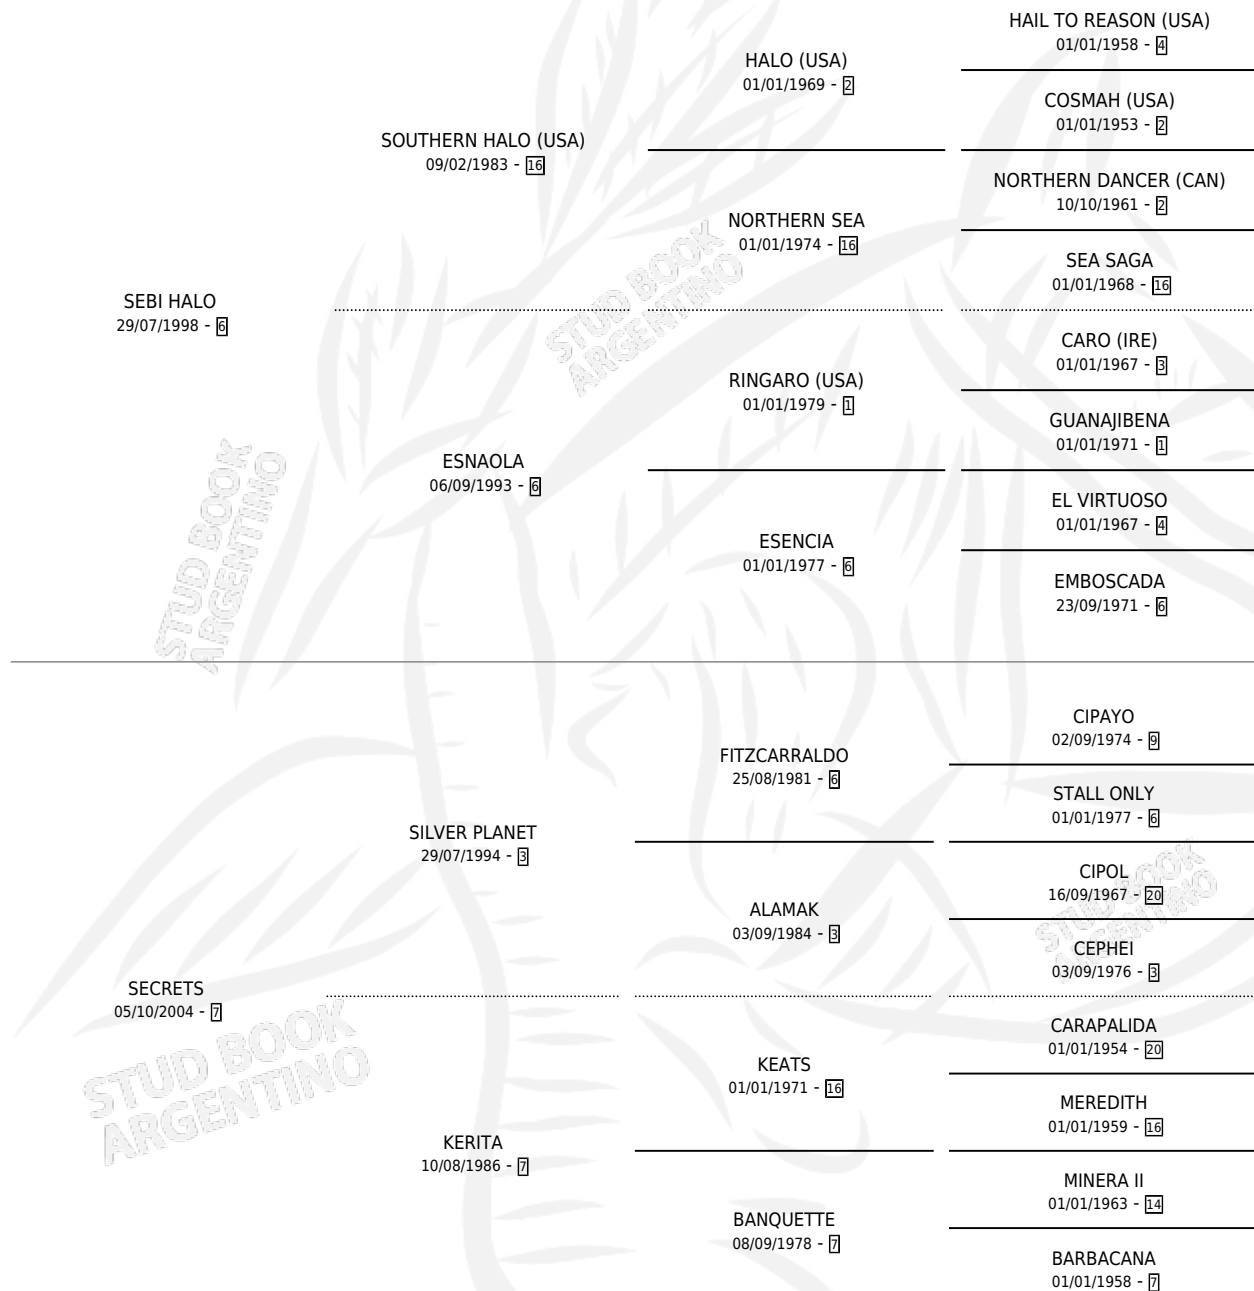 HAIL TO REASON (USA)
01/01/1958 - 4
HALO (USA)
01/01/1969 - 2
COSMAH (USA)
01/01/1953 - 2
SOUTHERN HALO (USA)
09/02/1983 - 16
NORTHERN DANCER (CAN)
10/10/1961 - 2
NORTHERN SEA
01/01/1974 - 16
SEA SAGA
01/01/1968 - 16
SEBI HALO
29/07/1998 - 6
STUD BOOK
ARGENTINO
CARO (IRE)
01/01/1967 - 3
RINGARO (USA)
01/01/1979 - 1
GUANAJIBENA
01/01/1971 - 1
ESNAOLA
06/09/1993 - 6
EL VIRTUOSO
01/01/1967 - 4
ESENCIA
01/01/1977 - 6
EMBOSCADA
23/09/1971 - 6
STUD BOOK
ARGENTINO
CIPAYO
02/09/1974 - 9
FITZCARRALDO
25/08/1981 - 6
STALL ONLY
01/01/1977 - 6
SILVER PLANET
29/07/1994 - 3
CIPOL
16/09/1967 - 20
ALAMAK
03/09/1984 - 3
STUD BOOK
ARGENTINO
CEPHEI
03/09/1976 - 3
SECRETS
05/10/2004 - 7
STUD BOOK
ARGENTINO
CARAPALIDA
01/01/1954 - 20
KEATS
01/01/1971 - 16
MEREDITH
01/01/1959 - 16
KERITA
10/08/1986 - 7
MINERA II
01/01/1963 - 14
BANQUETTE
08/09/1978 - 7
BARBACANA
01/01/1958 - 7